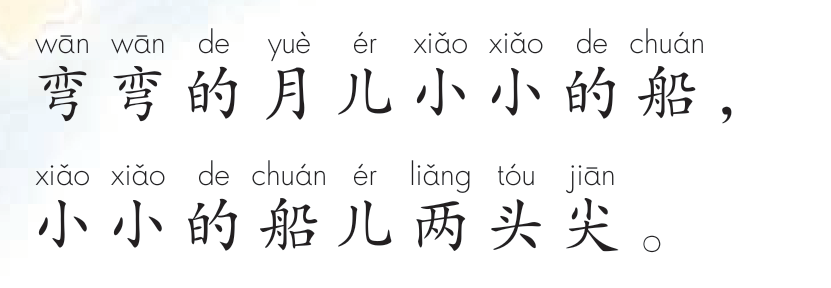 wān wān de yuè ér xiǎo xiǎo de chuán
弯弯的月儿小小的船，
xiǎo xiǎo de chuán ér liǎng tóu jiān
小小的船儿两头尖。